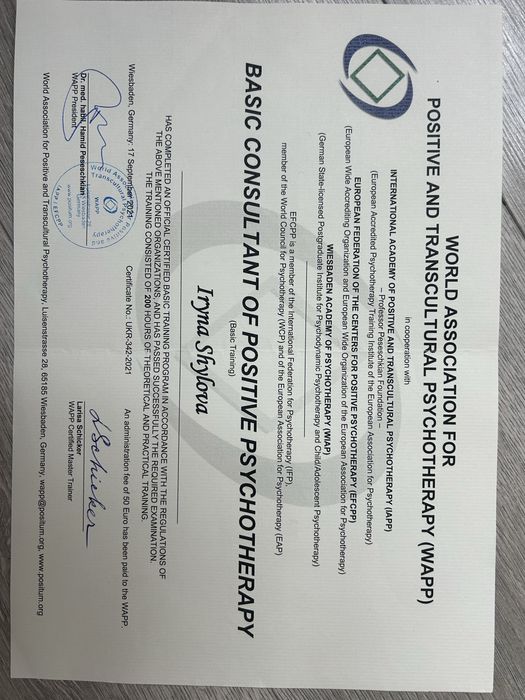 WORLD ASSOCIATION FOR
POSITIVE AND TRANSCULTURAL PSYCHOTHERAPY (WAPP)
in cooperation with
INTERNATIONAL ACADEMY OF POSITIVE AND TRANSCULTURAL PSYCHOTHERAPY (IAPP)
– Professor Peseschkian Foundation –
(European Accredited Psychotherapy Training Institute of the European Association for Psychotherapy)
EUROPEAN FEDERATION OF THE CENTERS FOR POSITIVE PSYCHOTHERAPY (EFCPP)
(European Wide Accrediting Organization and European Wide Organization of the European Association for Psychotherapy)
WIESBADEN ACADEMY OF PSYCHOTHERAPY (WIAP)
(German State-licensed Postgraduate Institute for Psychodynamic Psychotherapy and Child/Adolescent Psychotherapy)
EFCPP is a member of the International Federation for Psychotherapy (IFP),
member of the World Council for Psychotherapy (WCP) and of the European Association for Psychotherapy (EAP)
BASIC CONSULTANT OF POSITIVE PSYCHOTHERAPY
(Basic Training)
Iryna Shylova
HAS COMPLETED AN OFFICIAL CERTIFIED BASIC TRAINING PROGRAM IN ACCORDANCE WITH THE REGULATIONS OF
THE ABOVE MENTIONED ORGANIZATIONS, AND HAS PASSED SUCCESSFULLY THE REQUIRED EXAMINATION.
THE TRAINING CONSISTED OF 200 HOURS OF THEORETICAL AND PRACTICAL TRAINING.
Wiesbaden, Germany: 17 September 2021 Certificate No.: UKR-342-2021 An administration fee of 50 Euro has been paid to the WAPP.
LSchicker
Dr. med. habil. Hamid Peseschkian Larisa Schicker
WAPP President WAPP Certified Master Trainer
World Association for Positive and Transcultural Psychotherapy, Luisenstrasse 28, 65185 Wiesbaden, Germany, wapp@positum.org, www.positum.org